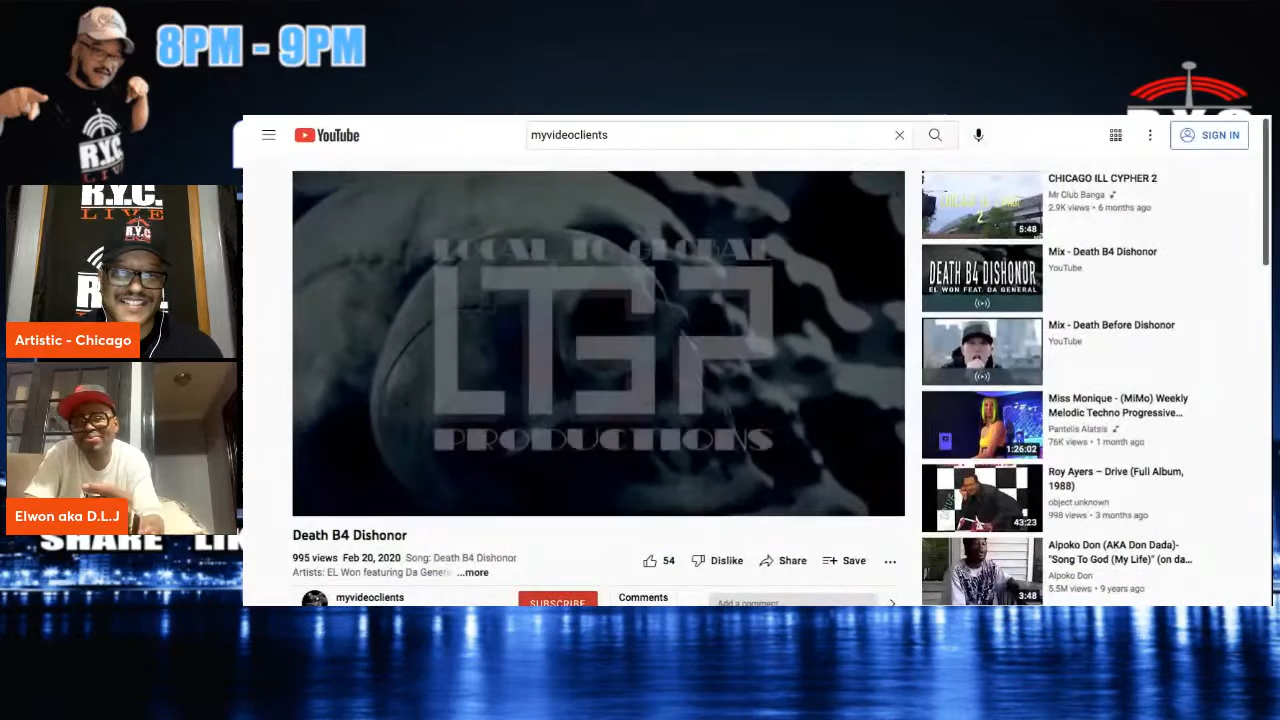 8PM - 9PM
R.Y.C.
LIVE
R.Y.C.
LIVE
R.Y.C
Artistic - Chicago
Elwon aka D.L.J
SHARE LIK
YouTube
myvideoclients
SIGN IN
LOCAL TO GLOBAL
LTGP
PRODUCTIONS
Death B4 Dishonor
995 views Feb 20, 2020 Song: Death B4 Dishonor
Artists: EL Won featuring Da Genera ...more
54
Dislike
Share
Save
...
myvideoclients
SUBSCRIBE
Comments
Add a comment...
CHICAGO ILL CYPHER 2
Mr Club Banga
2.9K views • 6 months ago
2
5:48
Mix - Death B4 Dishonor
YouTube
DEATH B4 DISHONOR
EL WON FEAT. DA GENERAL
Mix - Death Before Dishonor
YouTube
Miss Monique - (MiMo) Weekly
Melodic Techno Progressive...
Pantelis Alatsis
76K views • 1 month ago
1:26:02
Roy Ayers – Drive (Full Album,
1988)
object unknown
998 views • 3 months ago
43:23
Alpoko Don (AKA Don Dada)-
"Song To God (My Life)" (on da...
Alpoko Don
5.5M views • 9 years ago
3:48